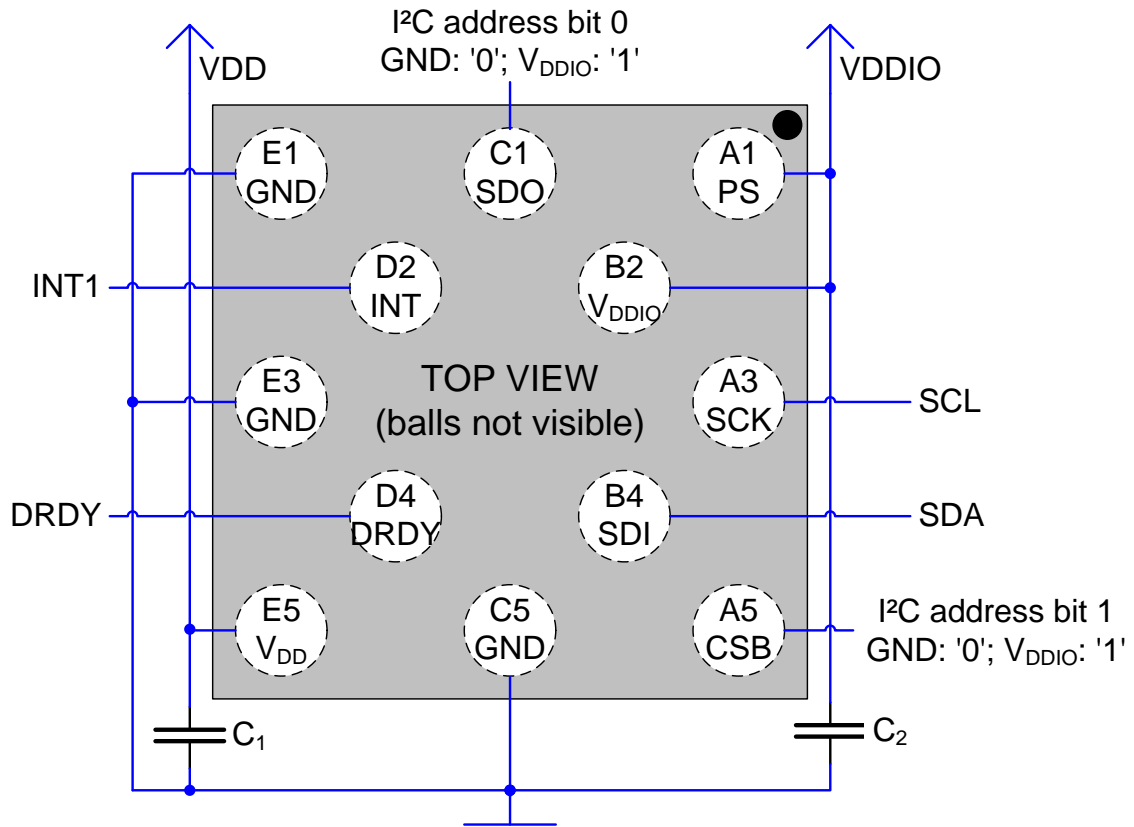 I²C address bit 0
GND: '0'; VDDIO: '1'
VDD
VDDIO
E1
GND
C1
SDO
A1
PS
INT1
D2
INT
B2
VDDIO
TOP VIEW
(balls not visible)
E3
GND
A3
SCK
SCL
DRDY
D4
DRDY
B4
SDI
SDA
E5
VDD
C5
GND
A5
CSB
I²C address bit 1
GND: '0'; VDDIO: '1'
C1
C2